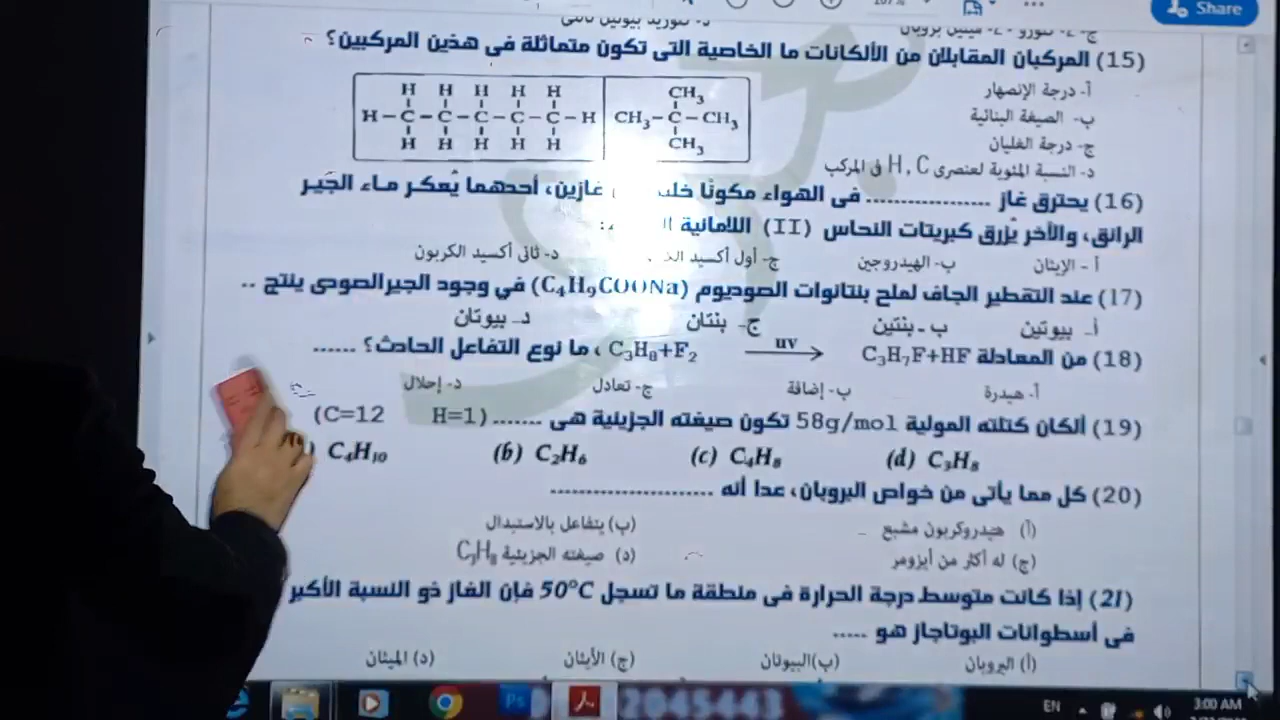 Share
(15) المركبان المقابلان من الألكانات ما الخاصية التى تكون متماثلة فى هذين المركبين؟
أ- درجة الإنصهار
ب- الصيغة البنائية
ج- درجة الغليان
د- النسبة المئوية لعنصرى H , C فى المركب
H H H H H
H – C – C – C – C – C – H
H H H H H
CH3
CH3 – C – CH3
CH3
(16) يحترق غاز .................. فى الهواء مكونًا غازين، أحدهما يُعكر ماء الجير
الرائق، والآخر يُزرق كبريتات النحاس (II) اللامائية
أ - الإيثان ب- الهيدروجين ج- أول أكسيد د- ثانى أكسيد الكربون
(17) عند التقطير الجاف لملح بنتانوات الصوديوم (C4H9COONa) في وجود الجير الصودى ينتج ..
أ- بيوتين ب- بنتين ج- بنتان د- بيوتان
(18) من المعادلة C3H8+F2 uv C3H7F+HF ، ما نوع التفاعل الحادث؟ ......
أ- هيدرة ب- إضافة ج- تعادل د- إحلال
(19) ألكان كتلته المولية 58g/mol تكون صيغته الجزيئية هى ....... (C=12 H=1)
C4H10 (b) C2H6 (c) C4H8 (d) C3H8
(20) كل مما يأتى من خواص البروبان، عدا أنه ......................
(أ) هيدروكربون مشبع (ب) يتفاعل بالاستبدال
(ج) له أكثر من أيزومر (د) صيغته الجزيئية C3H8
(21) إذا كانت متوسط درجة الحرارة فى منطقة ما تسجل 50°C فإن الغاز ذو النسبة الأكبر
فى أسطوانات البوتاجاز هو .....
(أ) البروبان (ب) البيوتان (ج) الأيثان (د) الميثان
2045443
EN
3:00 AM